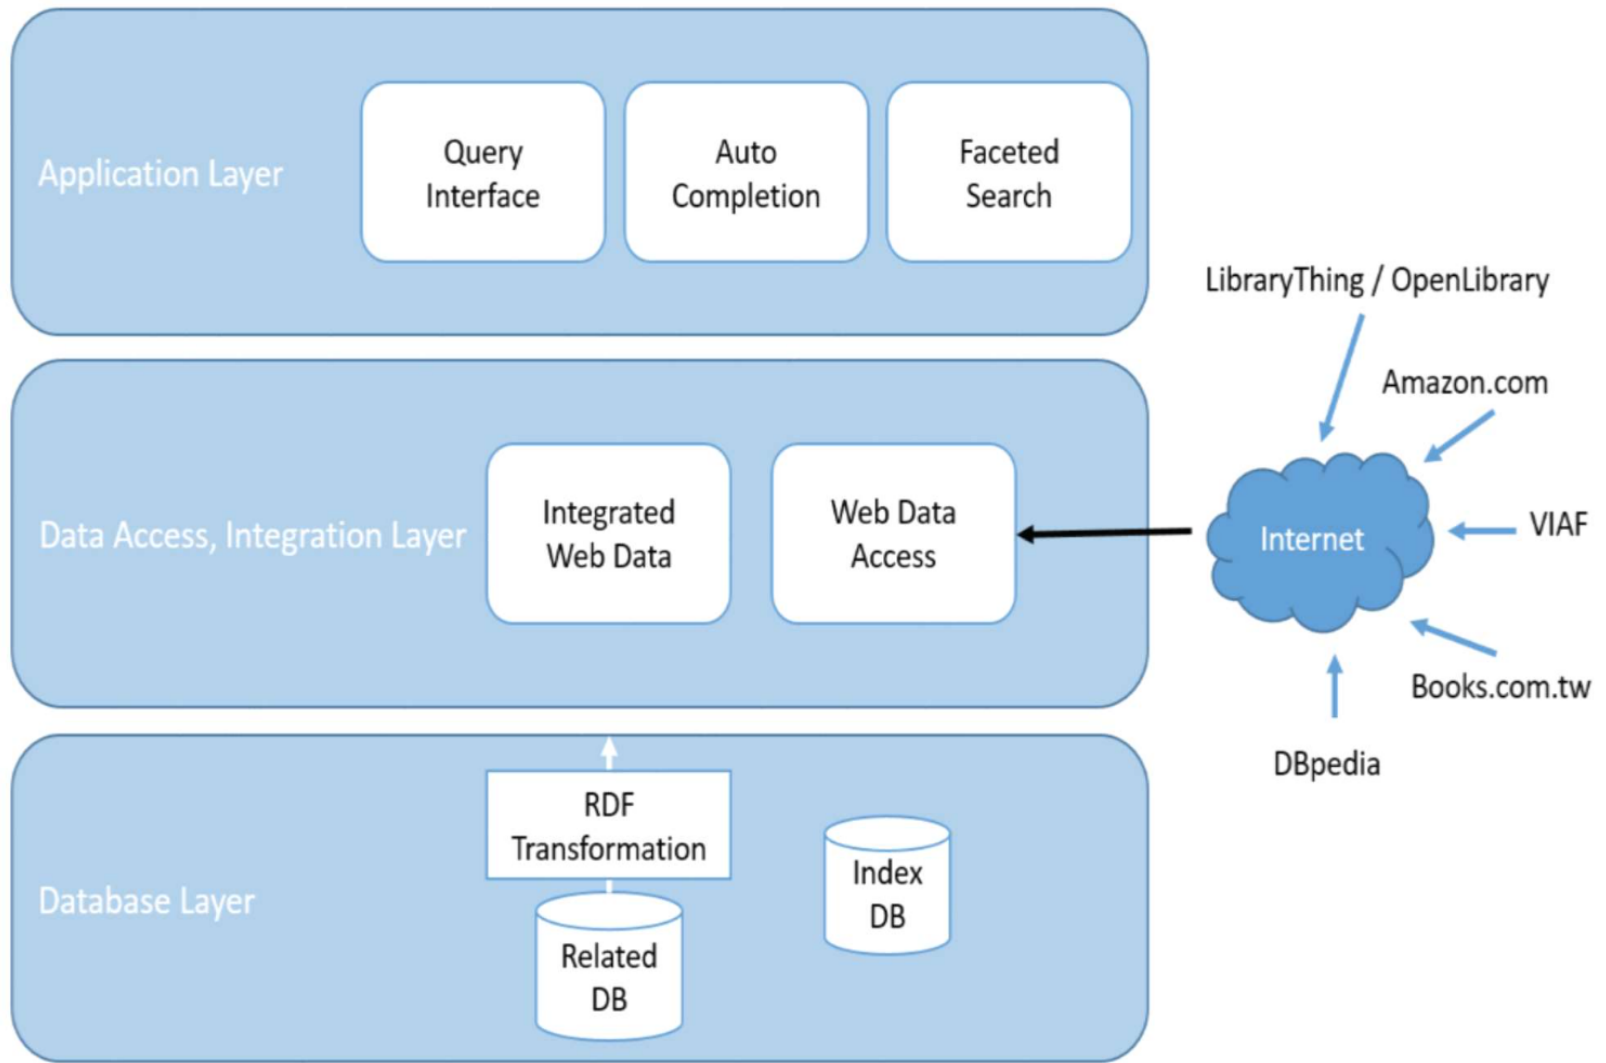 Application Layer
Query
Interface
Auto
Completion
Faceted
Search
LibraryThing / OpenLibrary
Amazon.com
Data Access, Integration Layer
Integrated
Web Data
Web Data
Access
Internet
VIAF
Books.com.tw
DBpedia
Database Layer
RDF
Transformation
Related
DB
Index
DB